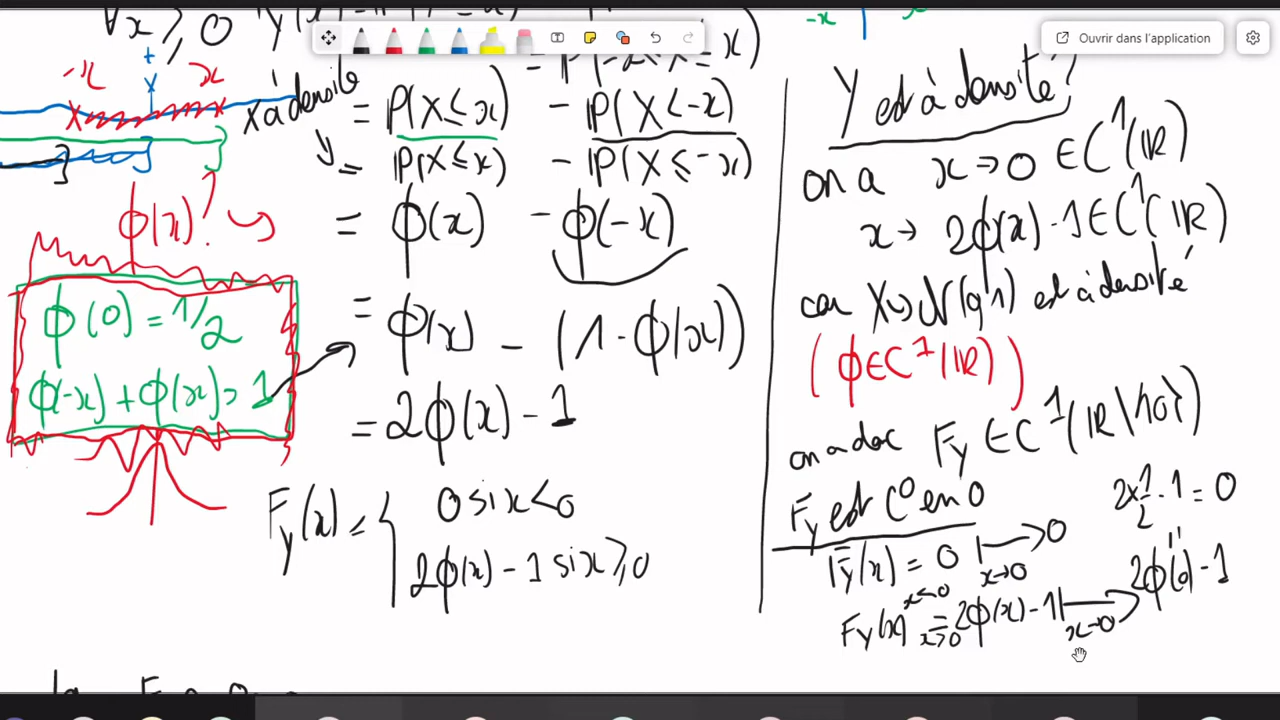 ∀x ≥ 0
Ouvrir dans l'application
-x
-x
x
X à densité
= P(X≤x) - P(X<-x)
= P(X≤x) - P(X≤-x)
ϕ(x)?
= ϕ(x) - ϕ(-x)
= ϕ(x) - (1-ϕ(x))
= 2ϕ(x) - 1
ϕ(0) = 1/2
ϕ(-x) + ϕ(x) = 1
F_Y(x) = { 0 si x<0
2ϕ(x) - 1 si x≥0
Y est à densité?
on a x → 0 ∈ C¹(ℝ)
x → 2ϕ(x) - 1 ∈ C¹(ℝ)
car X ↪ N(0,1) est à densité
(ϕ ∈ C¹(ℝ))
on a donc F_Y ∈ C¹(ℝ\{0})
F_Y est C⁰ en 0
2×1/2 - 1 = 0
F_Y(x) = 0 → 0
x<0
x→0
F_Y(x) = 2ϕ(x) - 1 → 2ϕ(0) - 1
x≥0
x→0